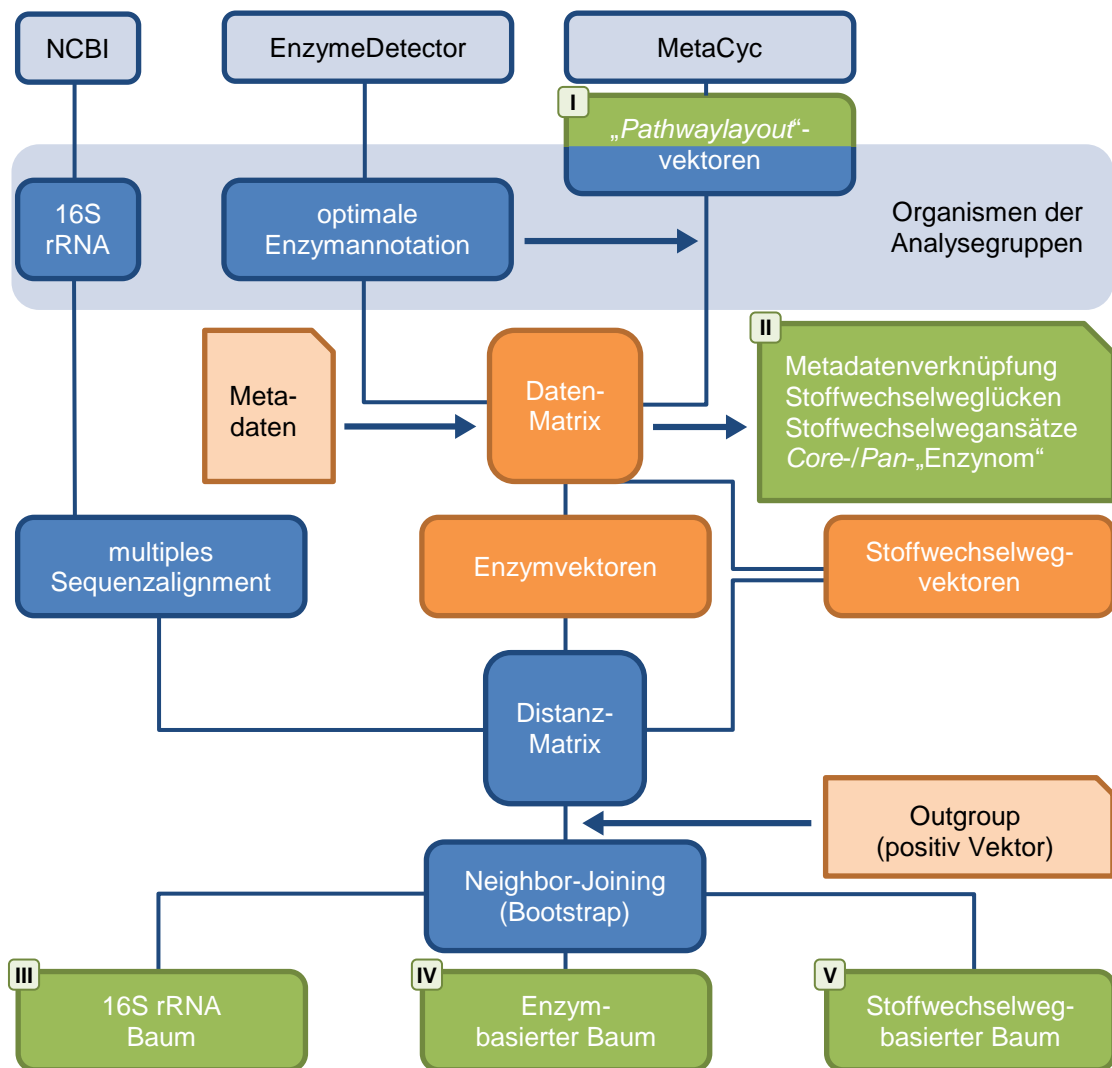 NCBI
EnzymeDetector
MetaCyc
I
„Pathwaylayout“-
vektoren
16S
rRNA
optimale
Enzymannotation
Organismen der
Analysegruppen
Meta-
daten
Daten-
Matrix
II
Metadatenverknüpfung
Stoffwechselweglücken
Stoffwechselwegansätze
Core-/Pan-„Enzynom“
multiples
Sequenzalignment
Enzymvektoren
Stoffwechselweg-
vektoren
Distanz-
Matrix
Outgroup
(positiv Vektor)
Neighbor-Joining
(Bootstrap)
III
16S rRNA
Baum
IV
Enzym-
basierter Baum
V
Stoffwechselweg-
basierter Baum